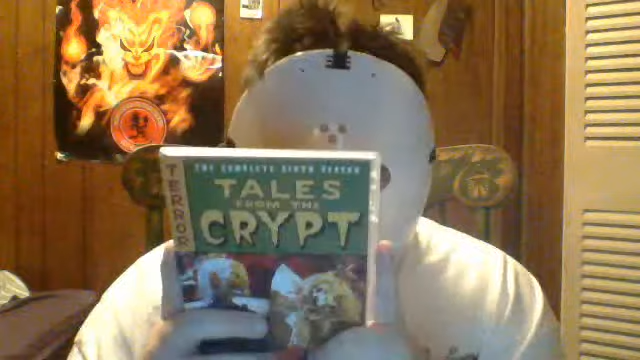 THE COMPLETE SIXTH SEASON
TERROR
TALES
FROM THE
CRYPT